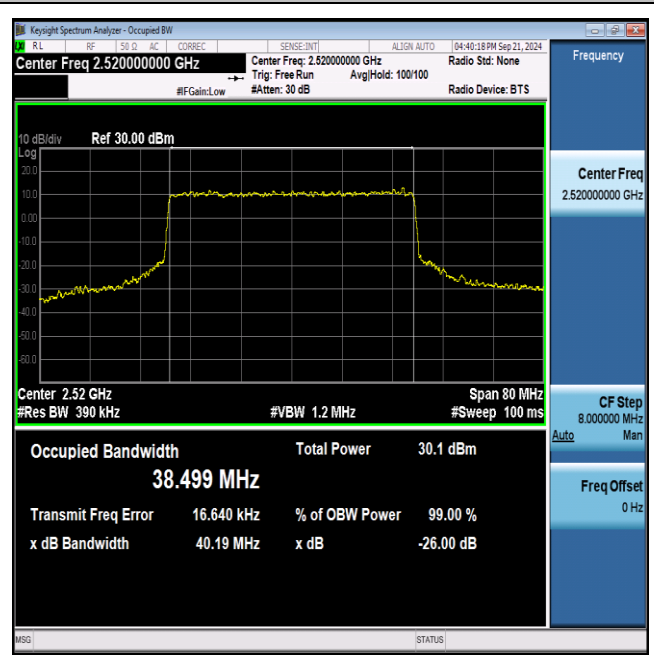 Keysight Spectrum Analyzer - Occupied BW
RL RF 50 Ω AC CORREC SENSE:INT ALIGN AUTO 04:40:18 PM Sep 21, 2024
Center Freq 2.520000000 GHz
Center Freq: 2.520000000 GHz
Radio Std: None
Trig: Free Run Avg|Hold: 100/100
#IFGain:Low
#Atten: 30 dB
Radio Device: BTS
10 dB/div Ref 30.00 dBm
Log
20.0
10.0
0.00
-10.0
-20.0
-30.0
-40.0
-50.0
-60.0
Center 2.52 GHz
Span 80 MHz
#Res BW 390 kHz
#VBW 1.2 MHz
#Sweep 100 ms
Occupied Bandwidth
Total Power 30.1 dBm
38.499 MHz
Transmit Freq Error 16.640 kHz
% of OBW Power 99.00 %
x dB Bandwidth 40.19 MHz
x dB -26.00 dB
MSG
STATUS
Frequency
Center Freq
2.520000000 GHz
CF Step
8.000000 MHz
Auto Man
Freq Offset
0 Hz